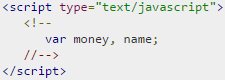 <script type="text/javascript">
<!--
var money, name;
//-->
</script>